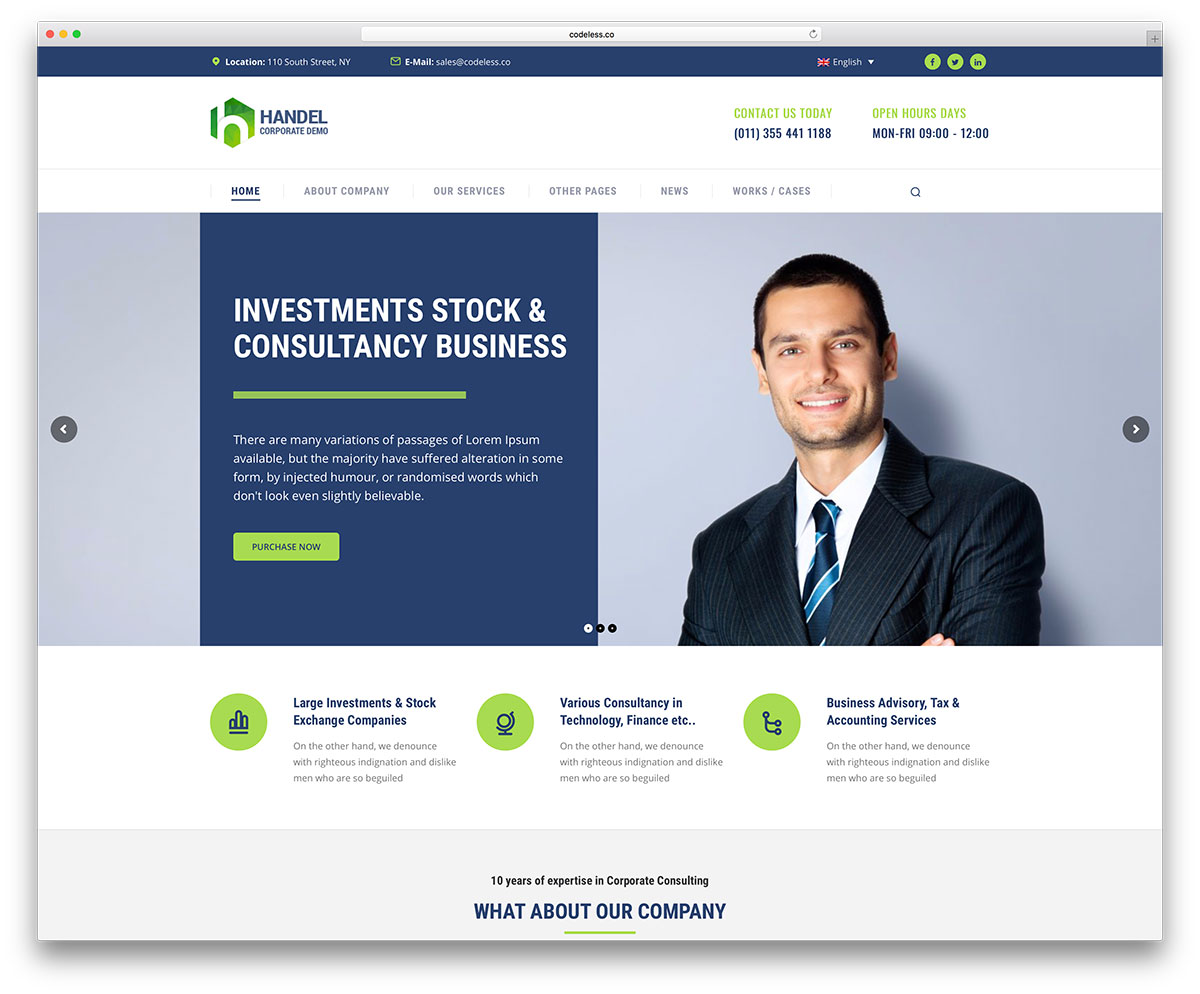 codeless.co
Location: 110 South Street, NY
E-Mail: sales@codeless.co
English
HANDEL
CORPORATE DEMO
CONTACT US TODAY
(011) 355 441 1188
OPEN HOURS DAYS
MON-FRI 09:00 - 12:00
HOME
ABOUT COMPANY
OUR SERVICES
OTHER PAGES
NEWS
WORKS / CASES
INVESTMENTS STOCK &
CONSULTANCY BUSINESS
There are many variations of passages of Lorem Ipsum
available, but the majority have suffered alteration in some
form, by injected humour, or randomised words which
don't look even slightly believable.
PURCHASE NOW
Large Investments & Stock
Exchange Companies
On the other hand, we denounce
with righteous indignation and dislike
men who are so beguiled
Various Consultancy in
Technology, Finance etc..
On the other hand, we denounce
with righteous indignation and dislike
men who are so beguiled
Business Advisory, Tax &
Accounting Services
On the other hand, we denounce
with righteous indignation and dislike
men who are so beguiled
10 years of expertise in Corporate Consulting
WHAT ABOUT OUR COMPANY